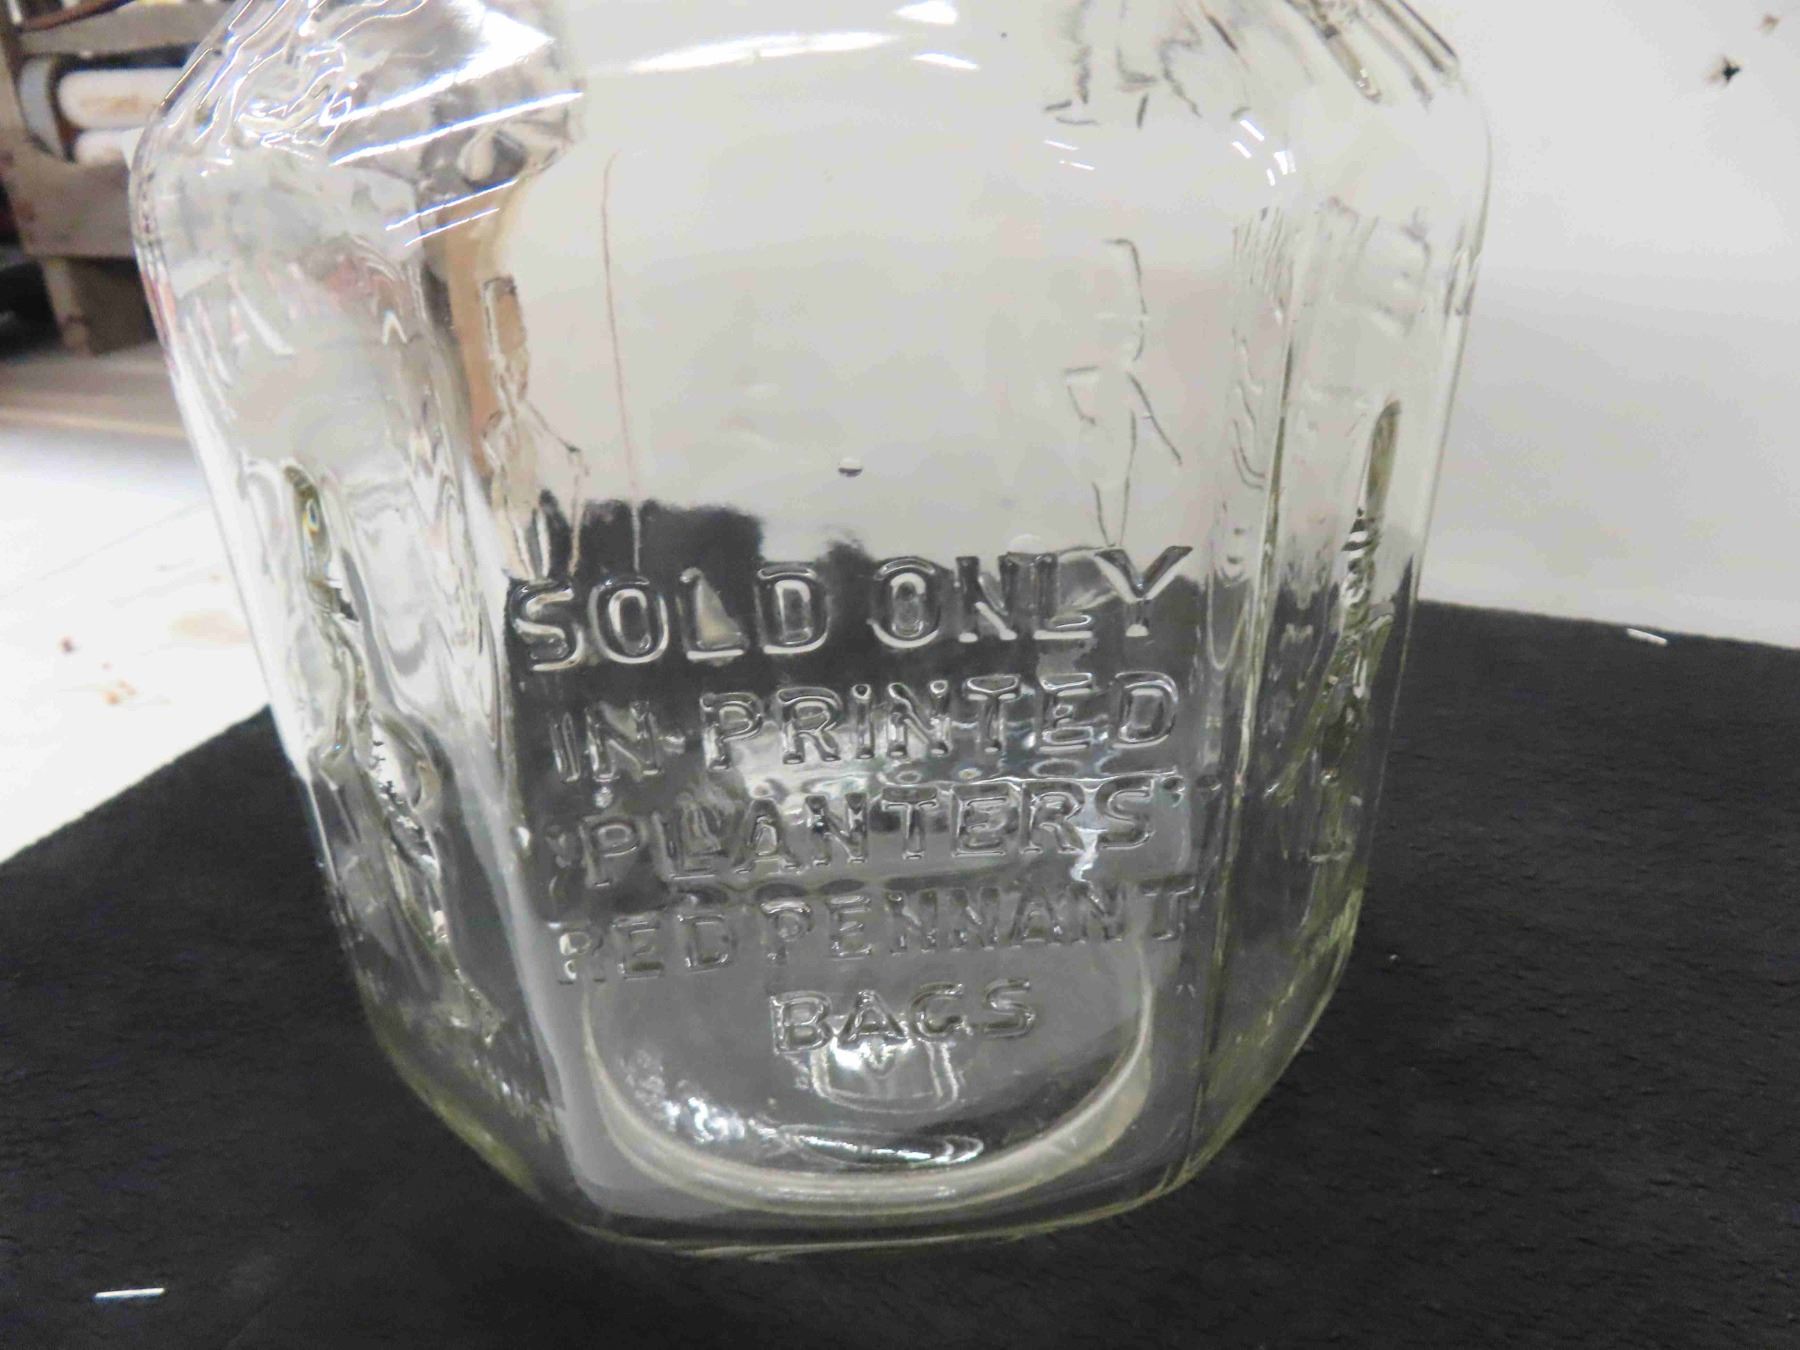 SOLD ONLY
IN PRINTED
"PLANTERS"
RED PENNANT
BAGS